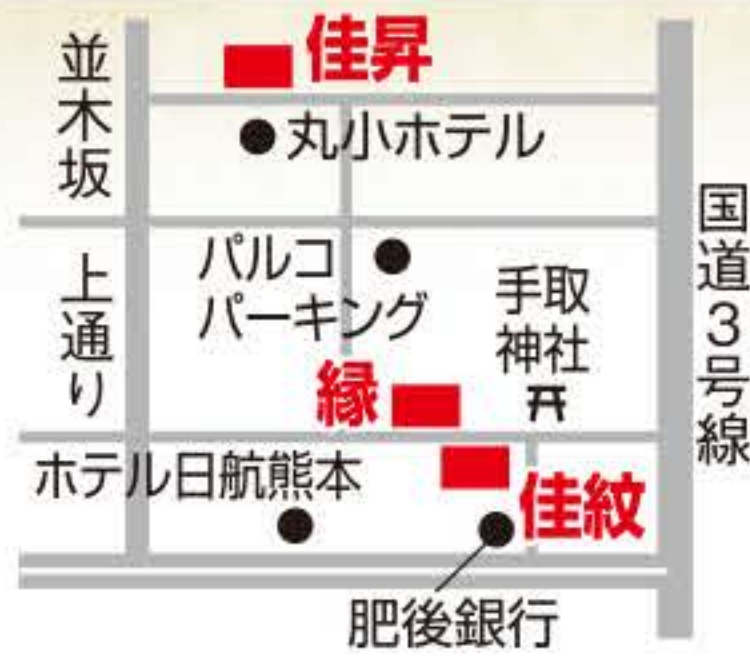 佳昇
並木坂
丸小ホテル
国道3号線
上通り
パルコ
パーキング
手取
神社
縁
ホテル日航熊本
佳紋
肥後銀行